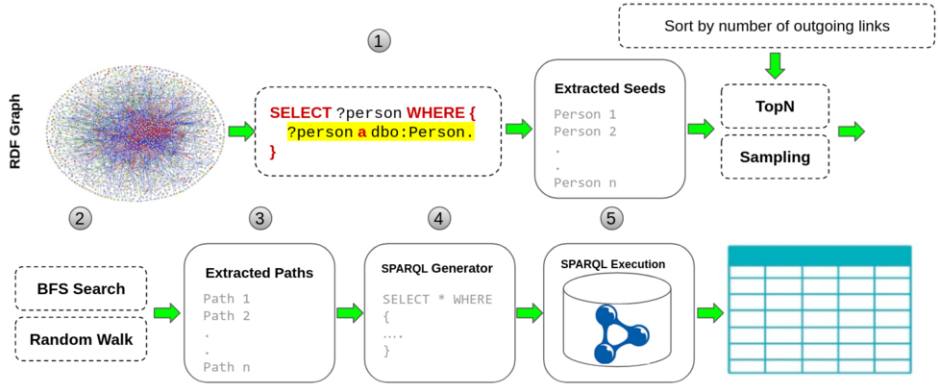 1
Sort by number of outgoing links
RDF Graph
SELECT ?person WHERE {
?person a dbo:Person.
}
Extracted Seeds
Person 1
Person 2
.
.
Person n
TopN
Sampling
2
3
4
5
BFS Search
Random Walk
Extracted Paths
Path 1
Path 2
.
.
Path n
SPARQL Generator
SELECT * WHERE
{
....
}
SPARQL Execution